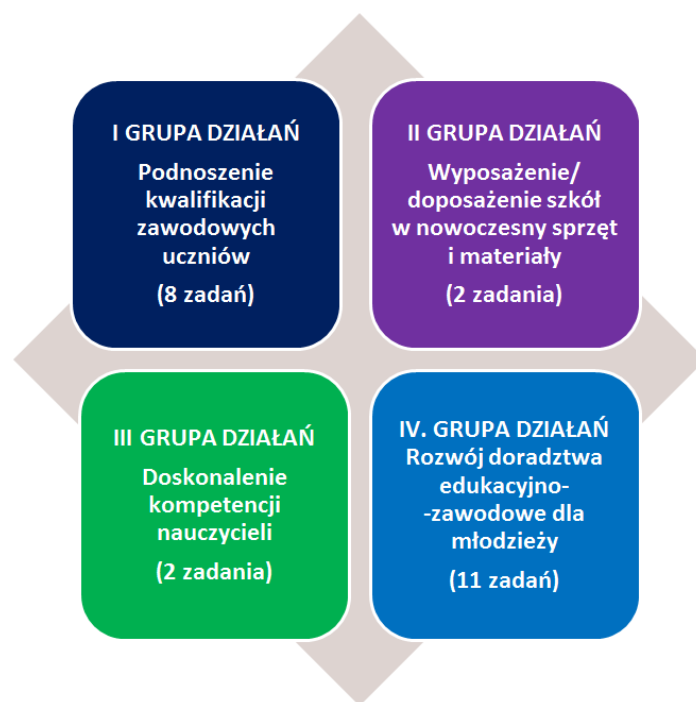 I GRUPA DZIAŁAŃ
Podnoszenie
kwalifikacji
zawodowych
uczniów
(8 zadań)
II GRUPA DZIAŁAŃ
Wyposażenie/
doposażenie szkół
w nowoczesny sprzęt
i materiały
(2 zadania)
III GRUPA DZIAŁAŃ
Doskonalenie
kompetencji
nauczycieli
(2 zadania)
IV. GRUPA DZIAŁAŃ
Rozwój doradztwa
edukacyjno-
-zawodowe dla
młodzieży
(11 zadań)